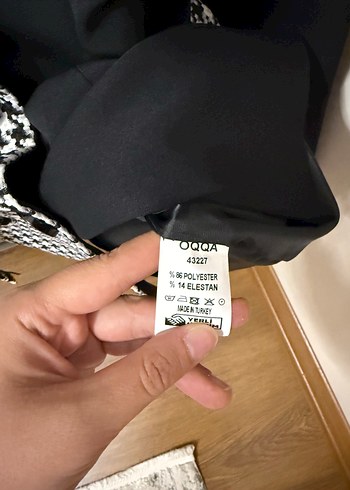 OQQA
43227
% 86 POLYESTER
% 14 ELESTAN
MADE IN TURKEY
YERLİ